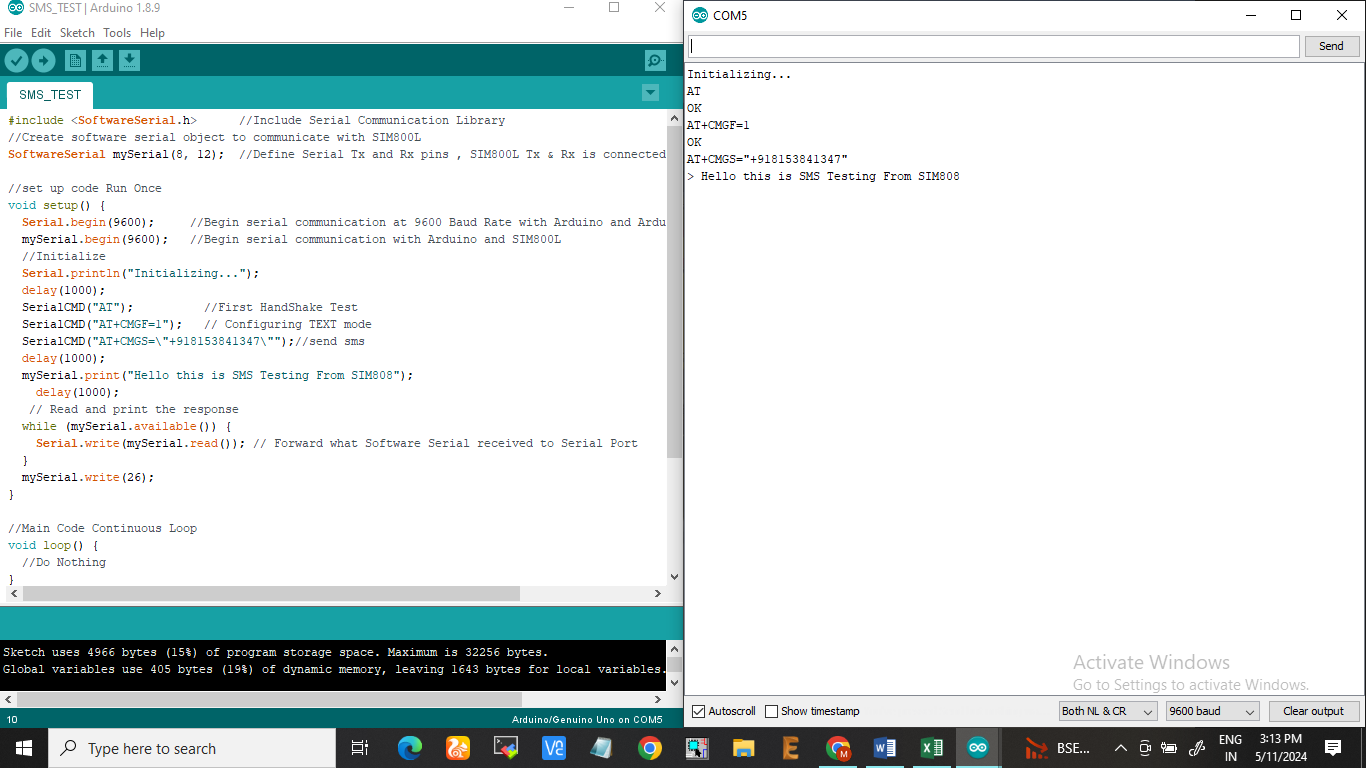 SMS_TEST | Arduino 1.8.9
File Edit Sketch Tools Help
SMS_TEST
#include <SoftwareSerial.h>      //Include Serial Communication Library
//Create software serial object to communicate with SIM800L
SoftwareSerial mySerial(8, 12);  //Define Serial Tx and Rx pins , SIM800L Tx & Rx is connected
//set up code Run Once
void setup() {
  Serial.begin(9600);     //Begin serial communication at 9600 Baud Rate with Arduino and Ardu
  mySerial.begin(9600);   //Begin serial communication with Arduino and SIM800L
  //Initialize
  Serial.println("Initializing...");
  delay(1000);
  SerialCMD("AT");          //First HandShake Test
  SerialCMD("AT+CMGF=1");   // Configuring TEXT mode
  SerialCMD("AT+CMGS=\"+918153841347\"");//send sms
  delay(1000);
  mySerial.print("Hello this is SMS Testing From SIM808");
    delay(1000);
   // Read and print the response
  while (mySerial.available()) {
    Serial.write(mySerial.read()); // Forward what Software Serial received to Serial Port
  }
  mySerial.write(26);
}
//Main Code Continuous Loop
void loop() {
  //Do Nothing
}
Sketch uses 4966 bytes (15%) of program storage space. Maximum is 32256 bytes.
Global variables use 405 bytes (19%) of dynamic memory, leaving 1643 bytes for local variables.
10
Arduino/Genuino Uno on COM5
COM5
Send
Initializing...
AT
OK
AT+CMGF=1
OK
AT+CMGS="+918153841347"
> Hello this is SMS Testing From SIM808
Activate Windows
Go to Settings to activate Windows.
Autoscroll Show timestamp Both NL & CR 9600 baud Clear output
Type here to search
BSE...
ENG
IN
3:13 PM
5/11/2024